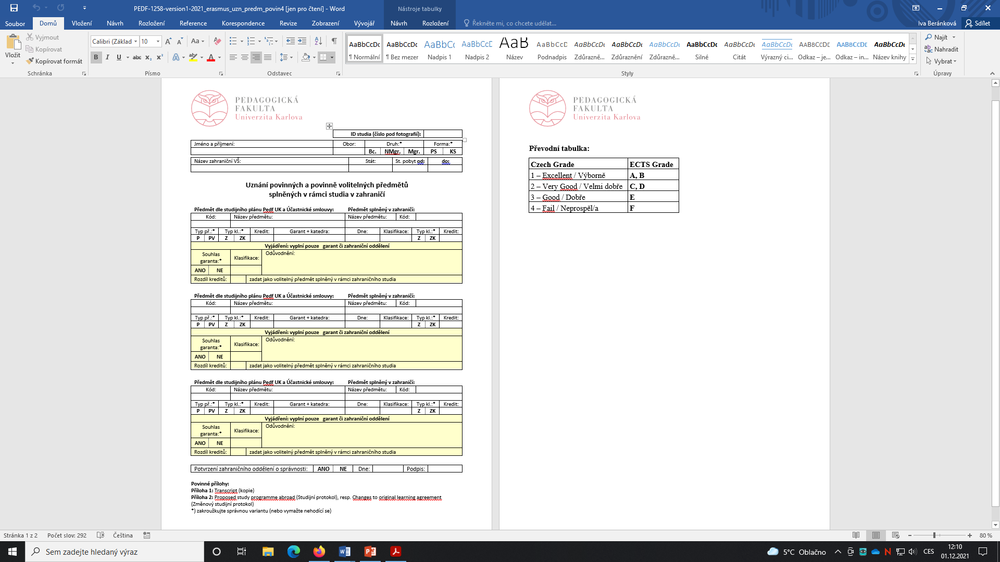 PEDF-1258-version1-2021_erasmus_uzn_predm_povin4 [jen pro čtení] - Word
Nástroje tabulky
Soubor Domů Vložení Návrh Rozložení Reference Korespondence Revize Zobrazení Vývojář Návrh Rozložení Řekněte mi, co chcete udělat... Iva Beránková Sdílet
Vložit
Vyjmout
Kopírovat
Kopírovat formát
Schránka
Calibri (Základ 10
Písmo
Odstavec
AaBbCcDc AaBbCcDc AaBbCc AaBbCcD AaB AaBbCcD AaBbCcDc AaBbCcDc AaBbCcDc AaBbCcDc AaBbCcDc AaBbCcDc AaBbCcDc AaBbCcDc AaBbCcDc
¶ Normální ¶ Bez mezer Nadpis 1 Nadpis 2 Název Podnadpis Zdůrazně... Zdůraznění Zdůrazně... Silné Citát Výrazný ci... Odkaz – je... Odkaz – in... Název knihy
Styly
Najít
Nahradit
Vybrat
Úpravy
PEDAGOGICKÁ
FAKULTA
Univerzita Karlova
ID studia (číslo pod fotografií):
Jméno a příjmení: Obor: Druh:* Forma:*
Bc. NMgr. Mgr. PS KS
Název zahraniční VŠ: Stát: St. pobyt od: do:
Uznání povinných a povinně volitelných předmětů
splněných v rámci studia v zahraničí
Předmět dle studijního plánu Pedf UK a Účastnické smlouvy: Předmět splněný v zahraničí:
Kód: Název předmětu: Název předmětu: Kód:
Typ př.:* Typ kl.:* Kredit: Garant + katedra: Dne: Klasifikace: Typ kl.:* Kredit:
P PV Z ZK Z ZK
Vyjádření: vyplní pouze garant či zahraniční oddělení
Souhlas garanta:* Klasifikace: Odůvodnění:
ANO NE
Rozdíl kreditů: zadat jako volitelný předmět splněný v rámci zahraničního studia
Předmět dle studijního plánu Pedf UK a Účastnické smlouvy: Předmět splněný v zahraničí:
Kód: Název předmětu: Název předmětu: Kód:
Typ př.:* Typ kl.:* Kredit: Garant + katedra: Dne: Klasifikace: Typ kl.:* Kredit:
P PV Z ZK Z ZK
Vyjádření: vyplní pouze garant či zahraniční oddělení
Souhlas garanta:* Klasifikace: Odůvodnění:
ANO NE
Rozdíl kreditů: zadat jako volitelný předmět splněný v rámci zahraničního studia
Předmět dle studijního plánu Pedf UK a Účastnické smlouvy: Předmět splněný v zahraničí:
Kód: Název předmětu: Název předmětu: Kód:
Typ př.:* Typ kl.:* Kredit: Garant + katedra: Dne: Klasifikace: Typ kl.:* Kredit:
P PV Z ZK Z ZK
Vyjádření: vyplní pouze garant či zahraniční oddělení
Souhlas garanta:* Klasifikace: Odůvodnění:
ANO NE
Rozdíl kreditů: zadat jako volitelný předmět splněný v rámci zahraničního studia
Potvrzení zahraničního oddělení o správnosti: ANO NE Dne: Podpis:
Povinné přílohy:
Příloha 1: Transcript (kopie)
Příloha 2: Proposed study programme abroad (Studijní protokol), resp. Changes to original learning agreement
(Změnový studijní protokol)
*) zakroužkujte správnou variantu (nebo vymažte nehodící se)
PEDAGOGICKÁ
FAKULTA
Univerzita Karlova
Převodní tabulka:
Czech Grade ECTS Grade
1 – Excellent / Výborně A, B
2 – Very Good / Velmi dobře C, D
3 – Good / Dobře E
4 – Fail / Neprospěl/a F
Stránka 1 z 2 Počet slov: 292 Čeština 80 %
Sem zadejte hledaný výraz
5°C Oblačno CES
12:10
01.12.2021